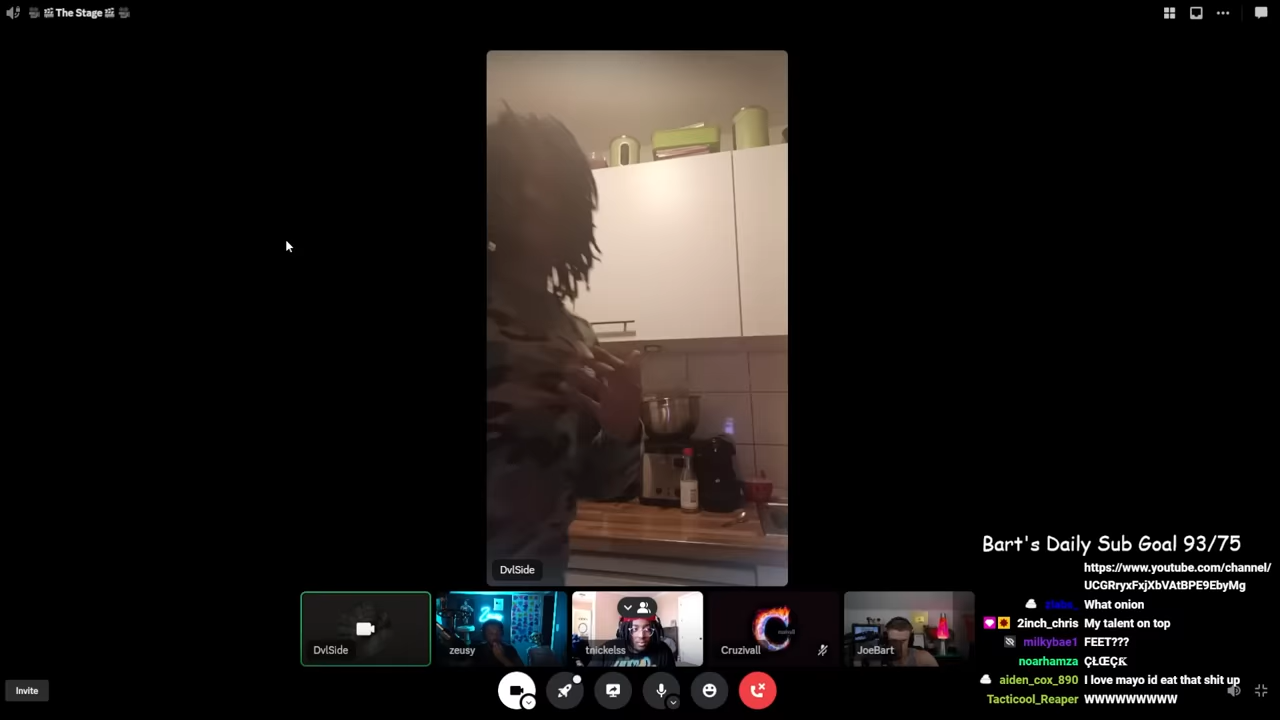 The Stage
DvlSide
DvlSide
zeusy
tnickelss
Cruzivall
JoeBart
Invite
Bart's Daily Sub Goal 93/75
https://www.youtube.com/channel/
UCGRryxFxjXbVAtBPE9EbyMg
What onion
2inch_chris My talent on top
milkybae1 FEET???
noarhamza ÇŁŒÇK
aiden_cox_890 I love mayo id eat that shit up
Tacticool_Reaper WWWWWWWWW